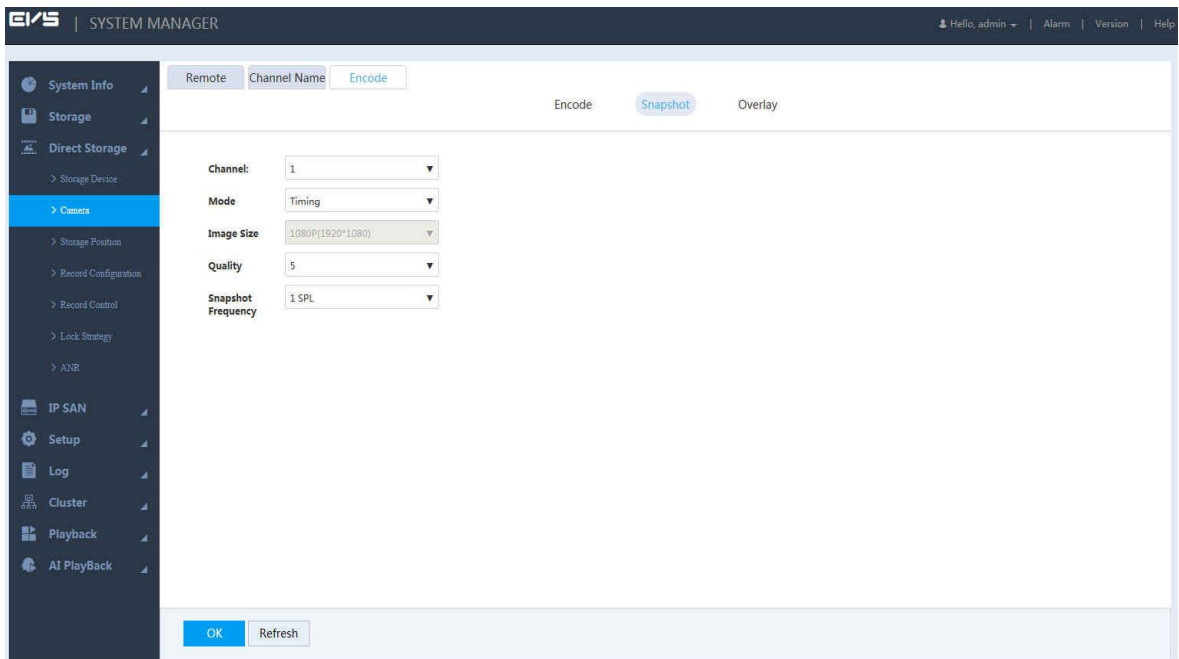 EVS | SYSTEM MANAGER
Hello, admin | Alarm | Version | Help
System Info
Storage
Direct Storage
> Storage Device
> Camera
> Storage Position
> Record Configuration
> Record Control
> Lock Strategy
> ANR
IP SAN
Setup
Log
Cluster
Playback
AI PlayBack
Remote Channel Name Encode
Encode Snapshot Overlay
Channel: 1
Mode Timing
Image Size 1080P(1920*1080)
Quality 5
Snapshot 1 SPL
Frequency
OK Refresh